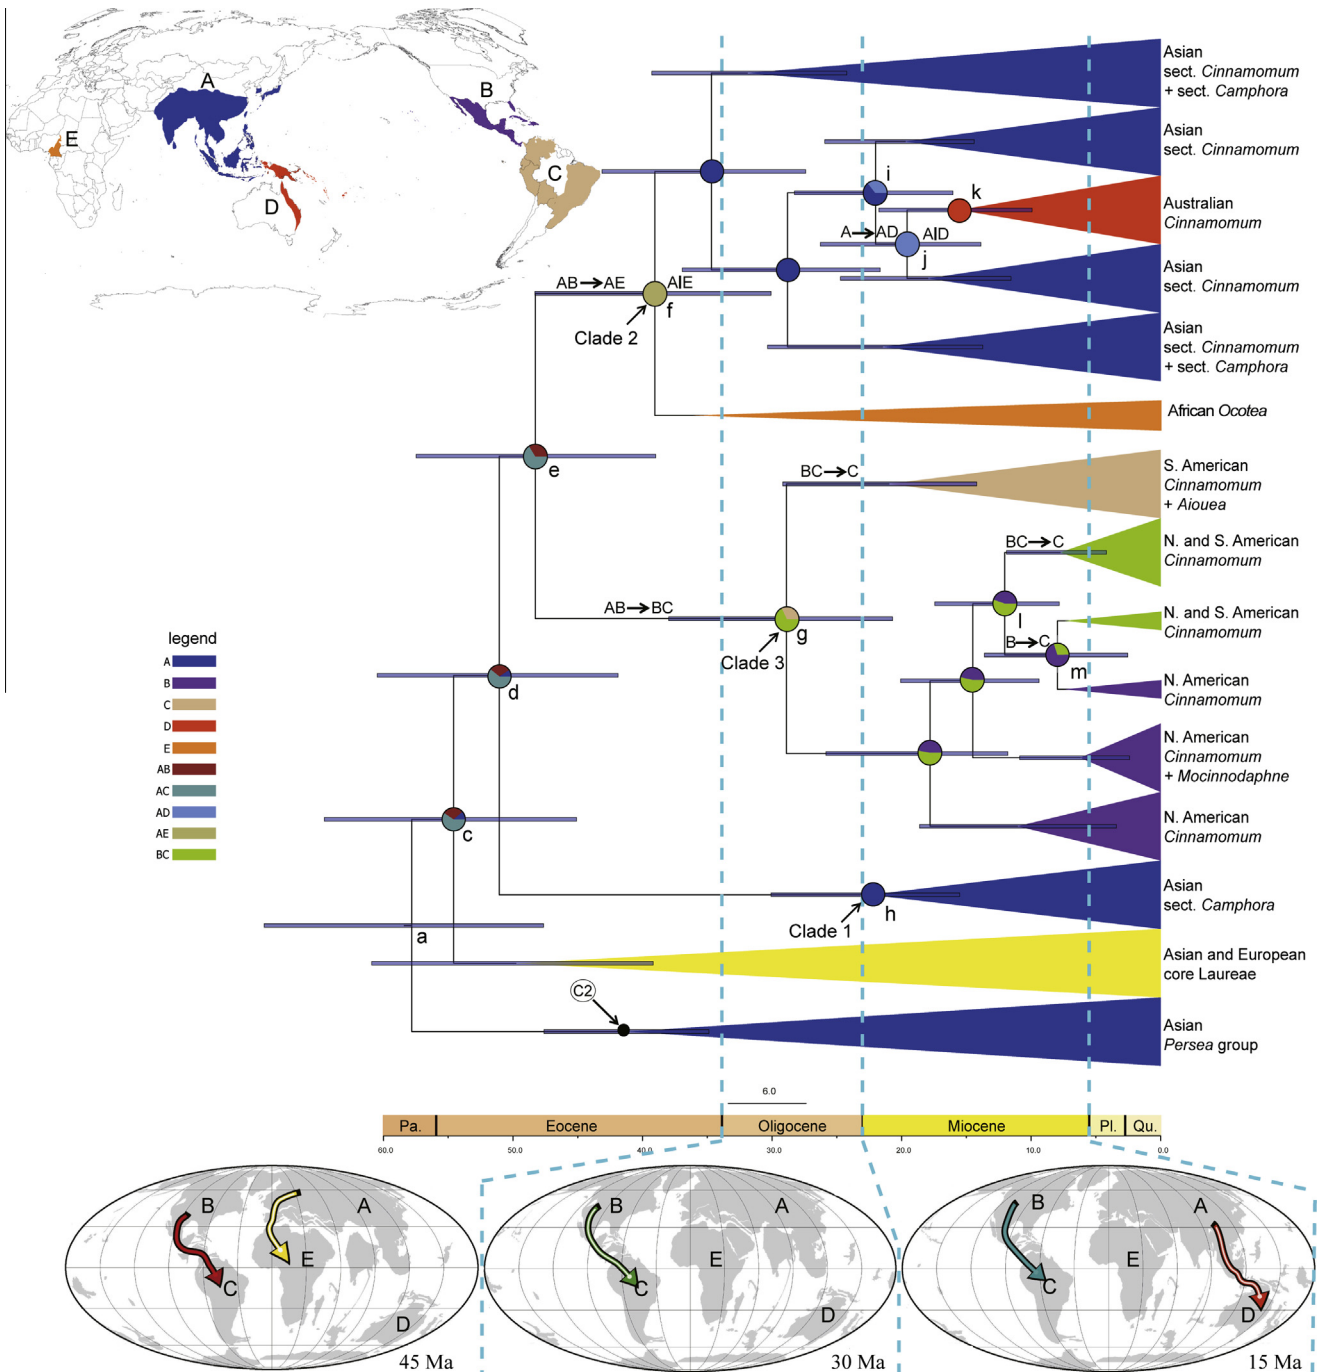 A
B
E
C
D
Asian
sect. Cinnamomum
+ sect. Camphora
Asian
sect. Cinnamomum
i
k
Australian
Cinnamomum
A→AD
A|D
j
Asian
sect. Cinnamomum
AB→AE
A|E
f
Clade 2
Asian
sect. Cinnamomum
+ sect. Camphora
African Ocotea
e
BC→C
S. American
Cinnamomum
+ Aiouea
BC→C
N. and S. American
Cinnamomum
AB→BC
g
Clade 3
l
N. and S. American
Cinnamomum
B→C
m
N. American
Cinnamomum
legend
A
B
C
D
E
AB
AC
AD
AE
BC
d
N. American
Cinnamomum
+ Mocinnodaphne
c
N. American
Cinnamomum
Asian
sect. Camphora
Clade 1
h
a
Asian and European
core Laureae
C2
Asian
Persea group
6.0
Pa.
Eocene
Oligocene
Miocene
Pl.
Qu.
60.0
50.0
40.0
30.0
20.0
10.0
0.0
B
A
E
C
D
45 Ma
B
A
E
C
D
30 Ma
B
A
E
C
D
15 Ma